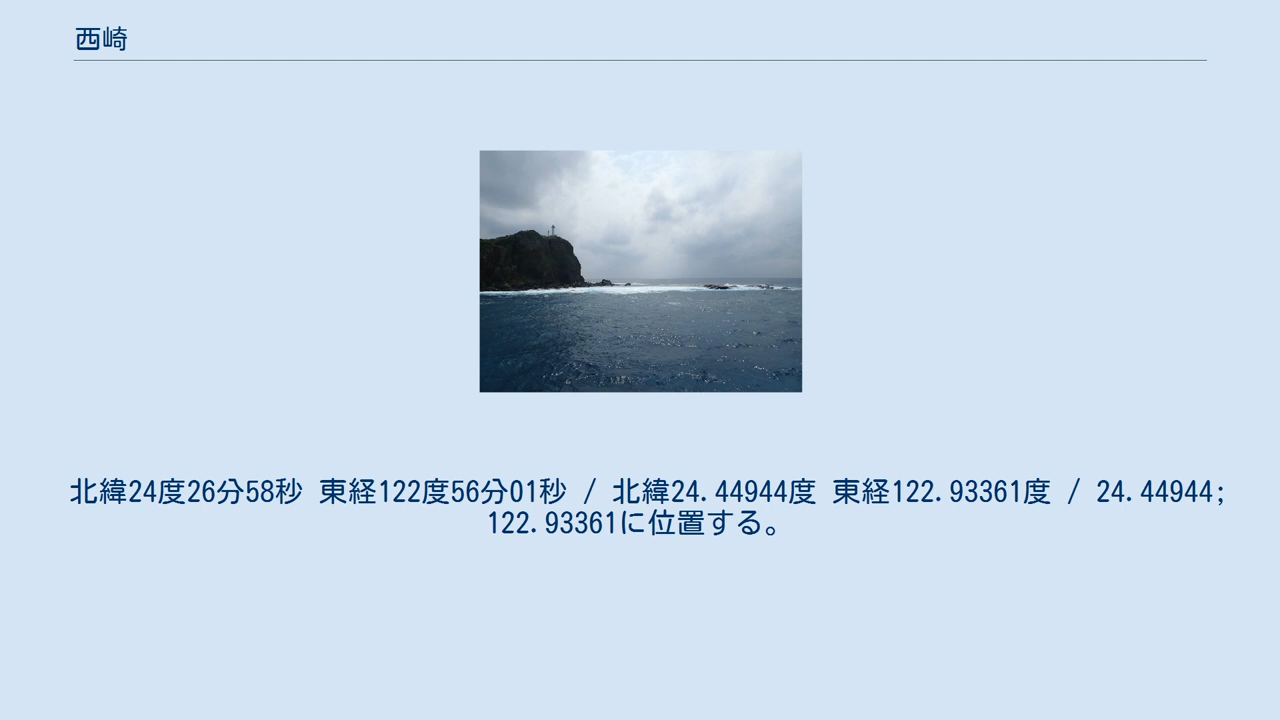 西崎
北緯24度26分58秒 東経122度56分01秒 / 北緯24.44944度 東経122.93361度 / 24.44944;
122.93361に位置する。